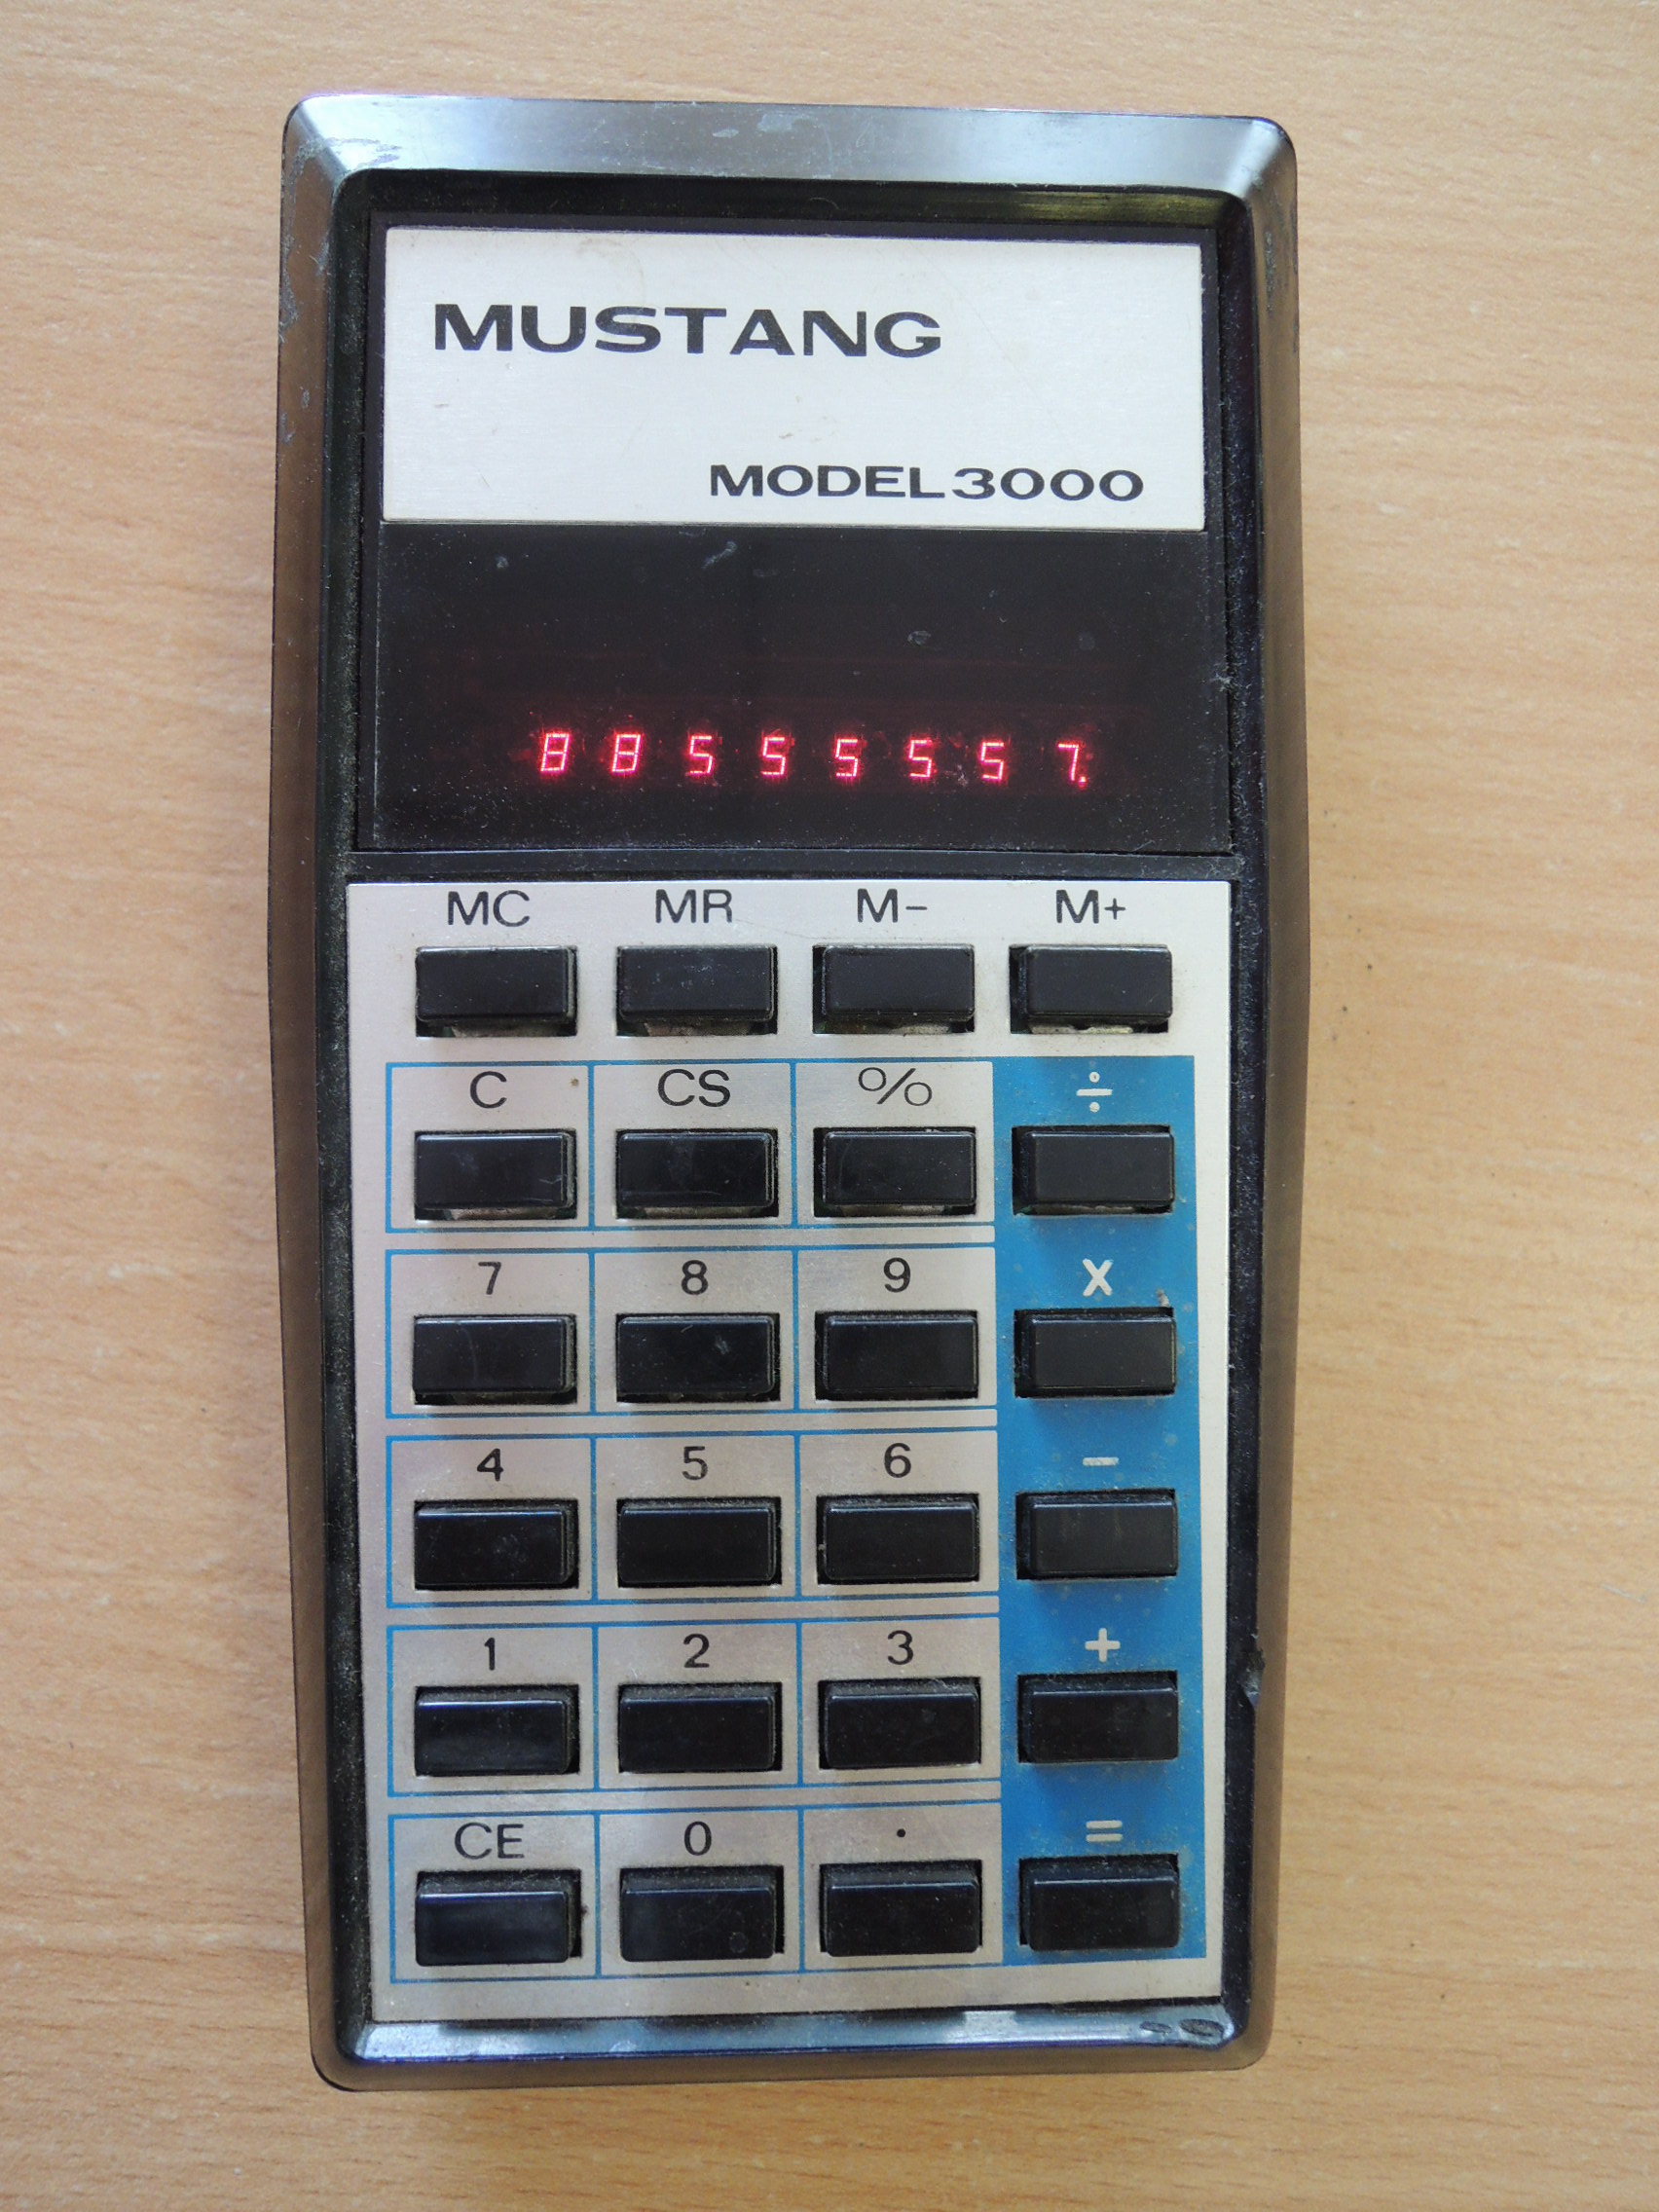 MUSTANG
MODEL 3000
88555557.
MC MR M- M+
C CS % ÷
7 8 9 X
4 5 6 -
1 2 3 +
CE 0 . =